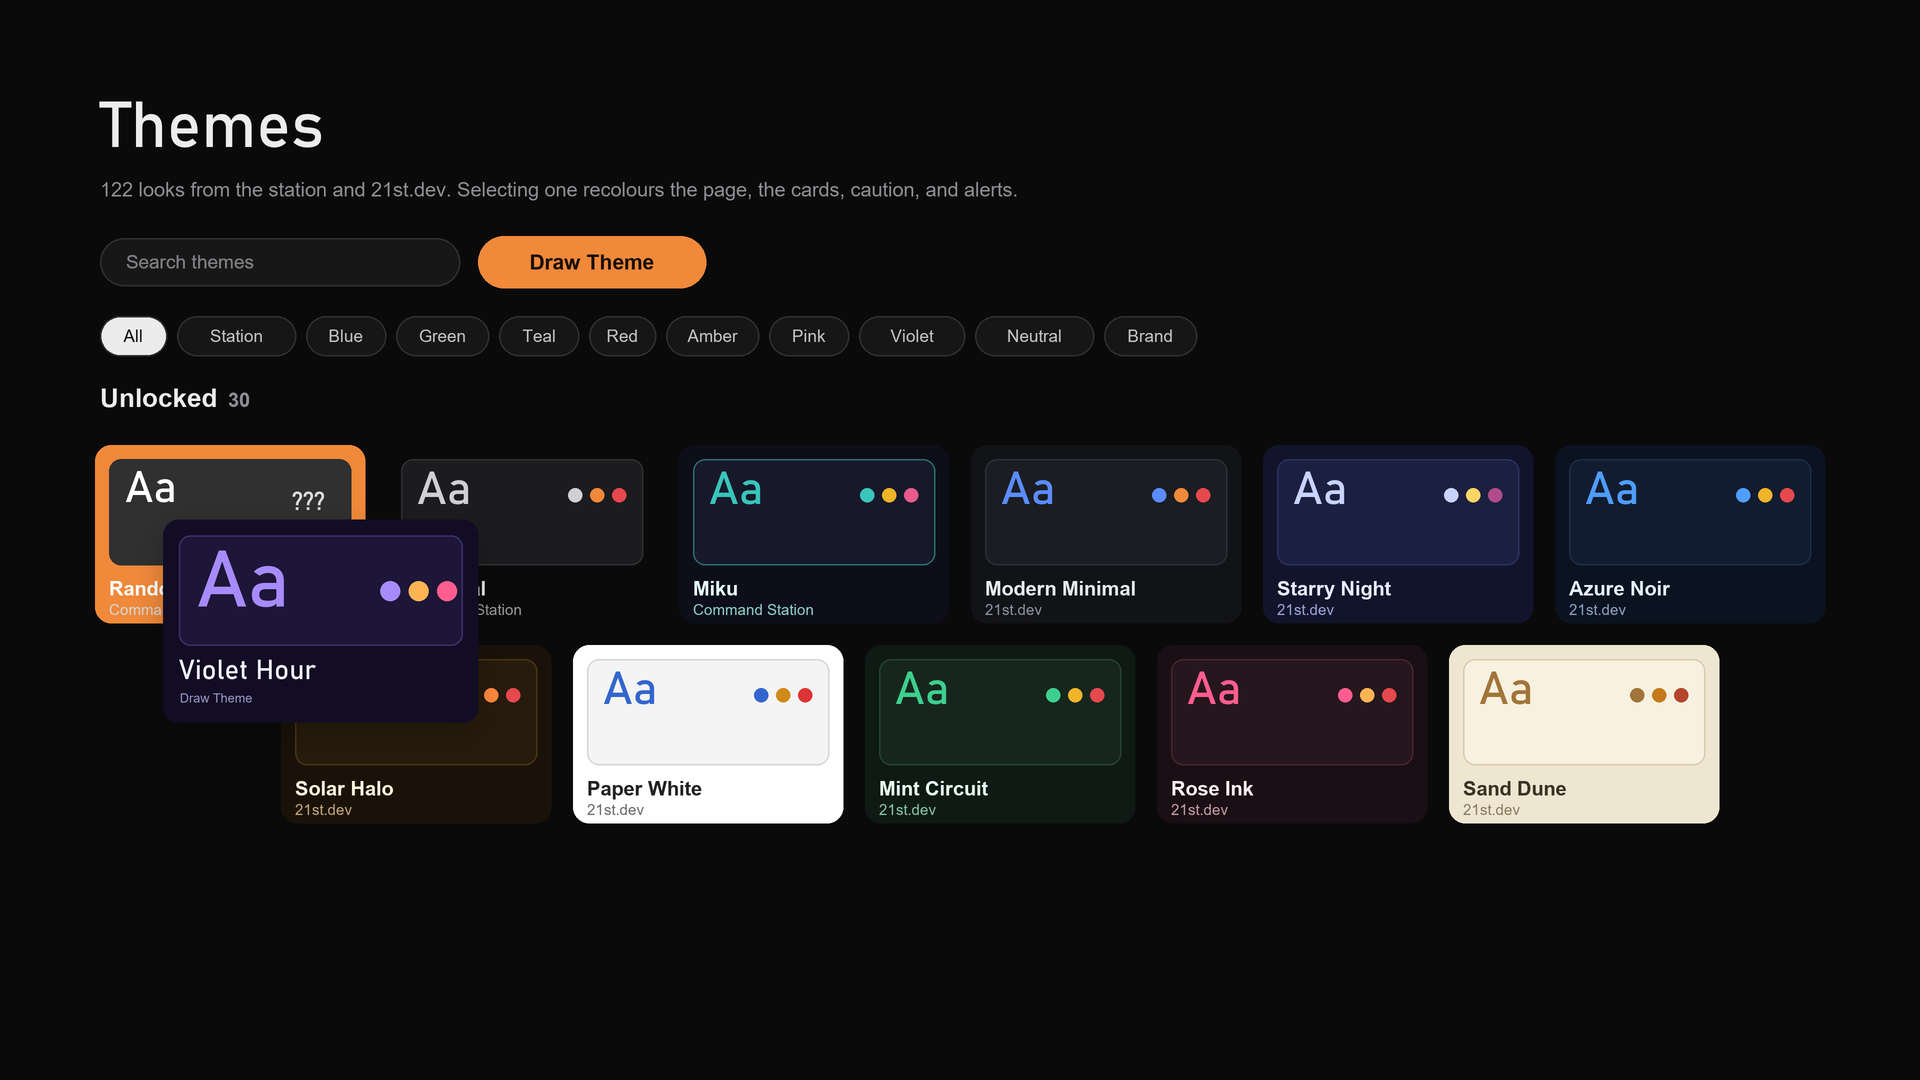 Themes
122 looks from the station and 21st.dev. Selecting one recolours the page, the cards, caution, and alerts.
Search themes
Draw Theme
All Station Blue Green Teal Red Amber Pink Violet Neutral Brand
Unlocked 30
Aa ???
Aa
Station
Aa
Miku
Command Station
Aa
Modern Minimal
21st.dev
Aa
Starry Night
21st.dev
Aa
Azure Noir
21st.dev
Aa
Violet Hour
Draw Theme
Solar Halo
21st.dev
Aa
Paper White
21st.dev
Aa
Mint Circuit
21st.dev
Aa
Rose Ink
21st.dev
Aa
Sand Dune
21st.dev